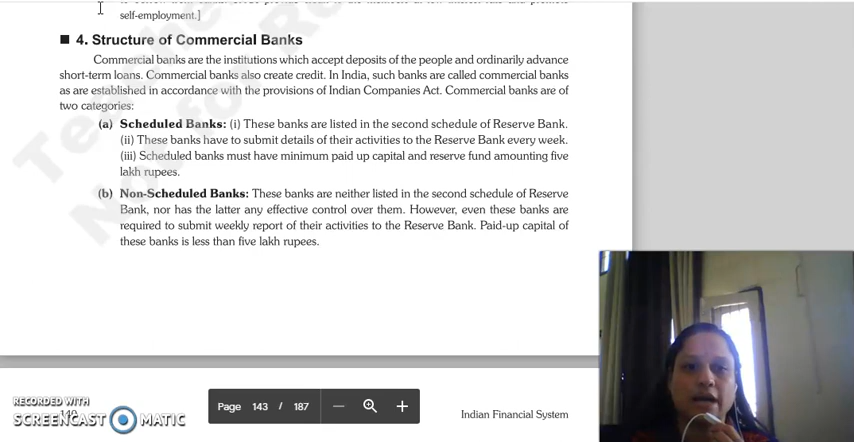 self-employment.]
■ 4. Structure of Commercial Banks
Commercial banks are the institutions which accept deposits of the people and ordinarily advance
short-term loans. Commercial banks also create credit. In India, such banks are called commercial banks
as are established in accordance with the provisions of Indian Companies Act. Commercial banks are of
two categories:
(a) Scheduled Banks: (i) These banks are listed in the second schedule of Reserve Bank.
(ii) These banks have to submit details of their activities to the Reserve Bank every week.
(iii) Scheduled banks must have minimum paid up capital and reserve fund amounting five
lakh rupees.
(b) Non-Scheduled Banks: These banks are neither listed in the second schedule of Reserve
Bank, nor has the latter any effective control over them. However, even these banks are
required to submit weekly report of their activities to the Reserve Bank. Paid-up capital of
these banks is less than five lakh rupees.
Page 143 / 187
Indian Financial System
RECORDED WITH
SCREENCAST MATIC